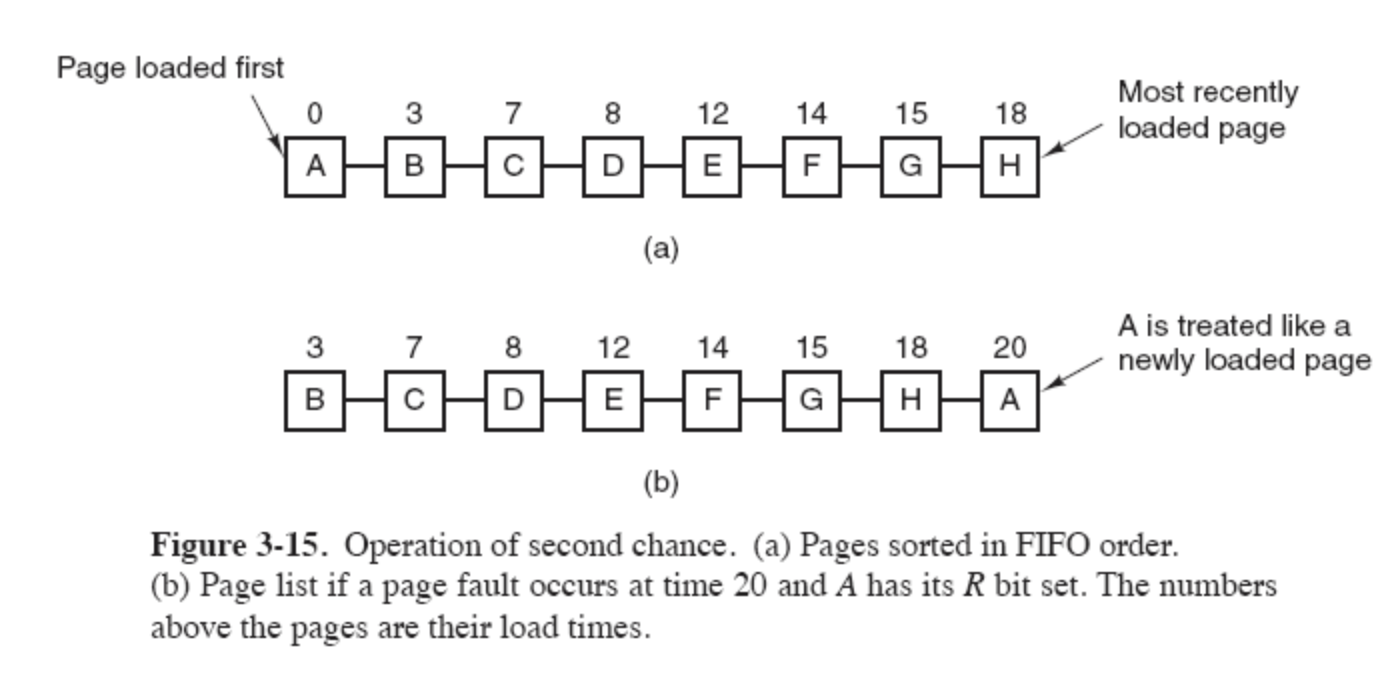 Page loaded first
0 3 7 8 12 14 15 18
Most recently
loaded page
A B C D E F G H
(a)
3 7 8 12 14 15 18 20
A is treated like a
newly loaded page
B C D E F G H A
(b)
Figure 3-15. Operation of second chance. (a) Pages sorted in FIFO order.
(b) Page list if a page fault occurs at time 20 and A has its R bit set. The numbers
above the pages are their load times.